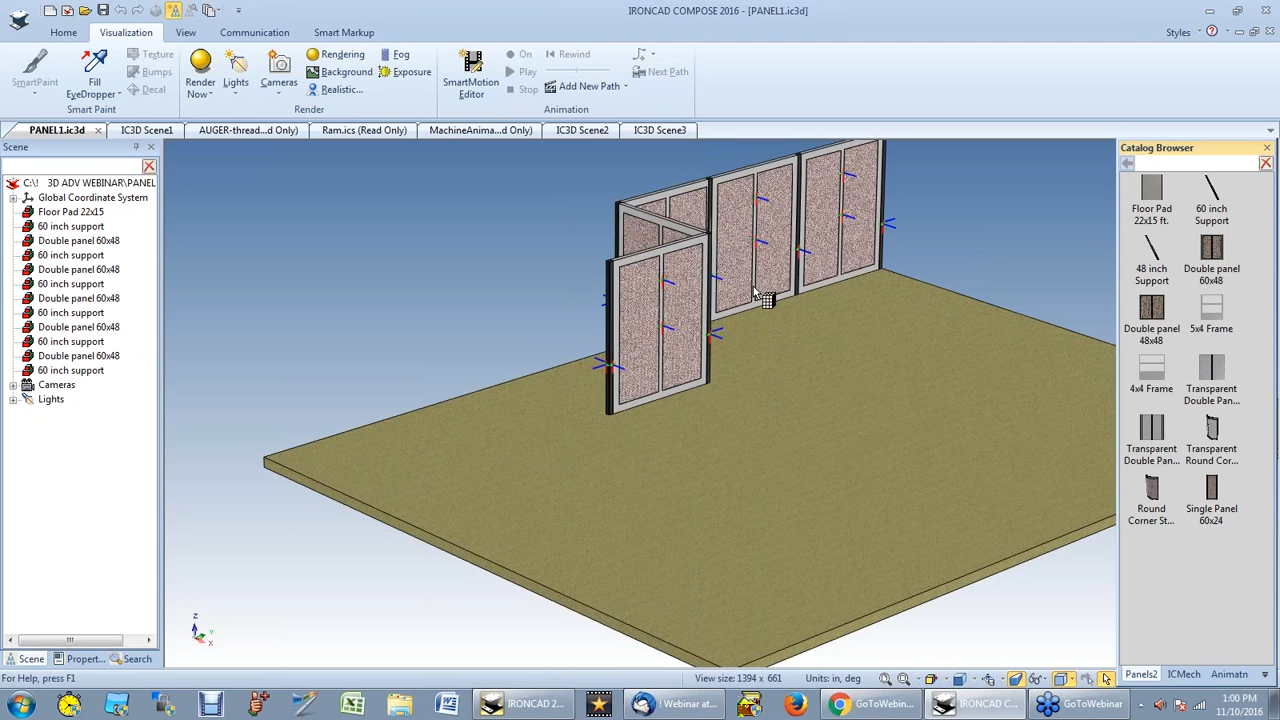 IRONCAD COMPOSE 2016 - [PANEL1.ic3d]
Home Visualization View Communication Smart Markup Styles
SmartPaint
Fill
EyeDropper
Texture
Bumps
Decal
Smart Paint
Render
Now
Lights
Cameras
Rendering
Background
Realistic...
Fog
Exposure
Render
SmartMotion
Editor
On
Play
Stop
Rewind
Add New Path
Next Path
Animation
PANEL1.ic3d IC3D Scene1 AUGER-thread...d Only) Ram.ics (Read Only) MachineAnima...d Only) IC3D Scene2 IC3D Scene3
Scene
C:\! 3D ADV WEBINAR\PANEL
Global Coordinate System
Floor Pad 22x15
60 inch support
Double panel 60x48
60 inch support
Double panel 60x48
60 inch support
Double panel 60x48
60 inch support
Double panel 60x48
60 inch support
Double panel 60x48
60 inch support
Cameras
Lights
Scene Propert... Search
Z
Y
X
Catalog Browser
Floor Pad
22x15 ft.
60 inch
Support
48 inch
Support
Double panel
60x48
Double panel
48x48
5x4 Frame
4x4 Frame
Transparent
Double Pan...
Transparent
Double Pan...
Transparent
Round Cor...
Round
Corner St...
Single Panel
60x24
Panels2 ICMech Animatn
For Help, press F1
View size: 1394 x 661
Units: in, deg
IRONCAD 2...
! Webinar at...
GoToWebin...
IRONCAD C...
GoToWebin...
1:00 PM
11/10/2016